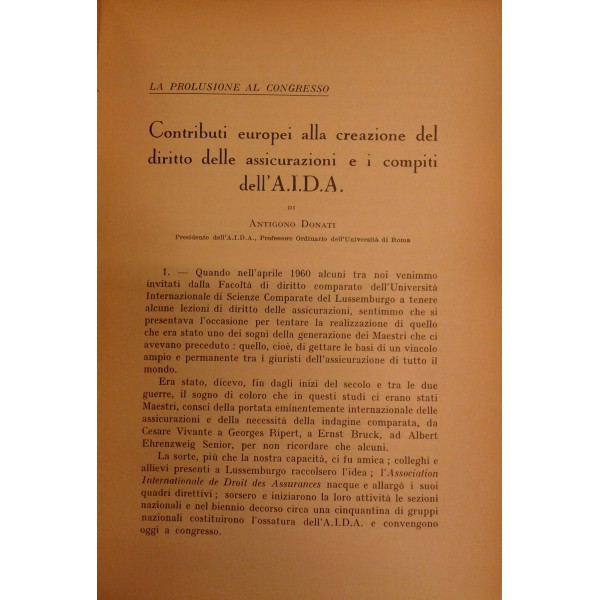 LA PROLUSIONE AL CONGRESSO
Contributi europei alla creazione del
diritto delle assicurazioni e i compiti
dell'A.I.D.A.
DI
ANTIGONO DONATI
Presidente dell'A.I.D.A., Professore Ordinario dell'Università di Roma
1. — Quando nell'aprile 1960 alcuni tra noi venimmo
invitati dalla Facoltà di diritto comparato dell'Università
Internazionale di Scienze Comparate del Lussemburgo a tenere
alcune lezioni di diritto delle assicurazioni, sentimmo che si
presentava l'occasione per tentare la realizzazione di quello
che era stato uno dei sogni della generazione dei Maestri che ci
avevano preceduto : quello, cioè, di gettare le basi di un vincolo
ampio e permanente tra i giuristi dell'assicurazione di tutto il
mondo.
Era stato, dicevo, fin dagli inizi del secolo e tra le due
guerre, il sogno di coloro che in questi studi ci erano stati
Maestri, consci della portata eminentemente internazionale delle
assicurazioni e della necessità della indagine comparata, da
Cesare Vivante a Georges Ripert, a Ernst Bruck, ad Albert
Ehrenzweig Senior, per non ricordare che alcuni.
La sorte, più che la nostra capacità, ci fu amica ; colleghi e
allievi presenti a Lussemburgo raccolsero l'idea ; l'Association
Internationale de Droit des Assurances nacque e allargò i suoi
quadri direttivi ; sorsero e iniziarono la loro attività le sezioni
nazionali e nel biennio decorso circa una cinquantina di gruppi
nazionali costituirono l'ossatura dell'A.I.D.A. e convengono
oggi a congresso.